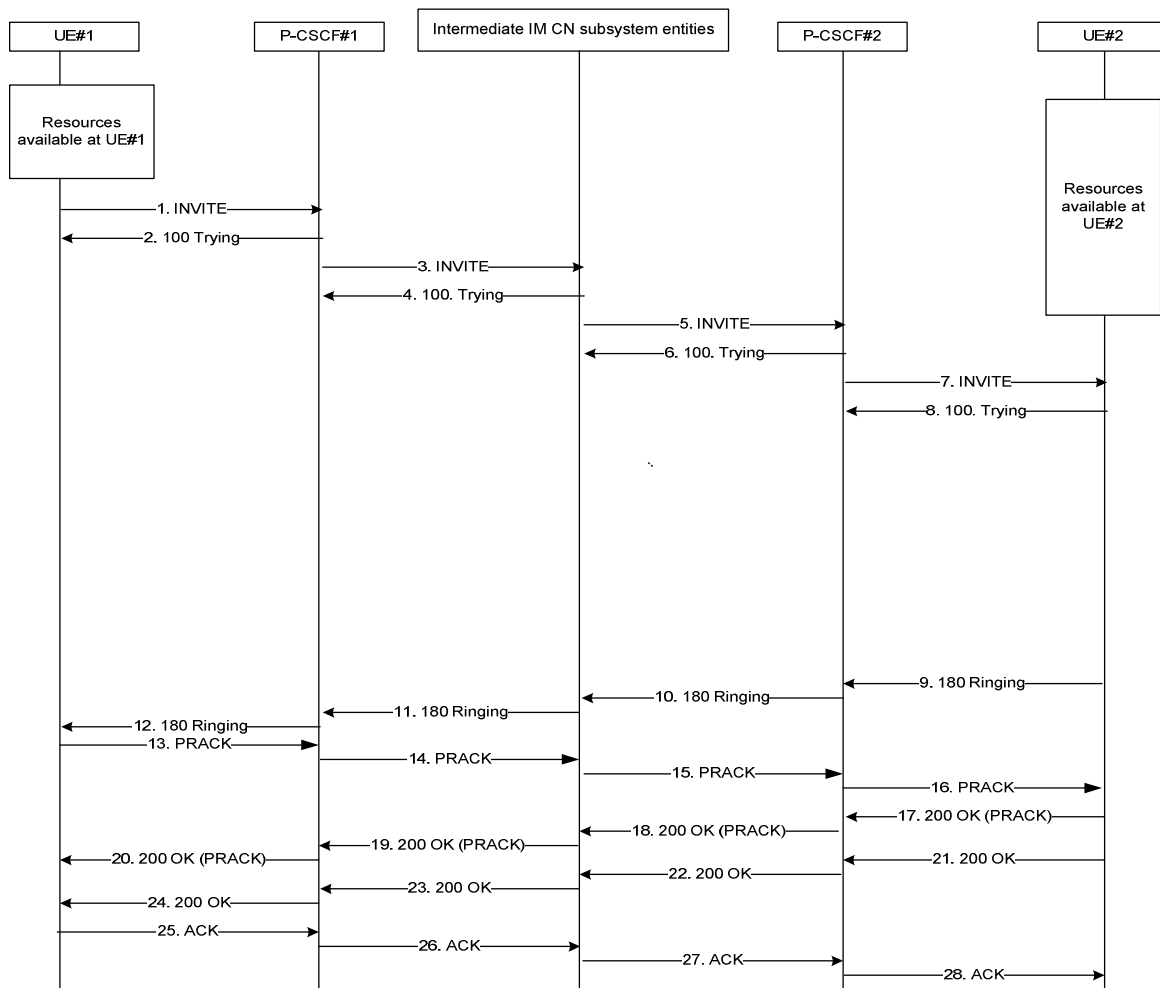 UE#1
P-CSCF#1
Intermediate IM CN subsystem entities
P-CSCF#2
UE#2
Resources
available at UE#1
Resources
available at
UE#2
1. INVITE
2. 100 Trying
3. INVITE
4. 100. Trying
5. INVITE
6. 100. Trying
7. INVITE
8. 100. Trying
9. 180 Ringing
10. 180 Ringing
11. 180 Ringing
12. 180 Ringing
13. PRACK
14. PRACK
15. PRACK
16. PRACK
17. 200 OK (PRACK)
18. 200 OK (PRACK)
19. 200 OK (PRACK)
20. 200 OK (PRACK)
21. 200 OK
22. 200 OK
23. 200 OK
24. 200 OK
25. ACK
26. ACK
27. ACK
28. ACK